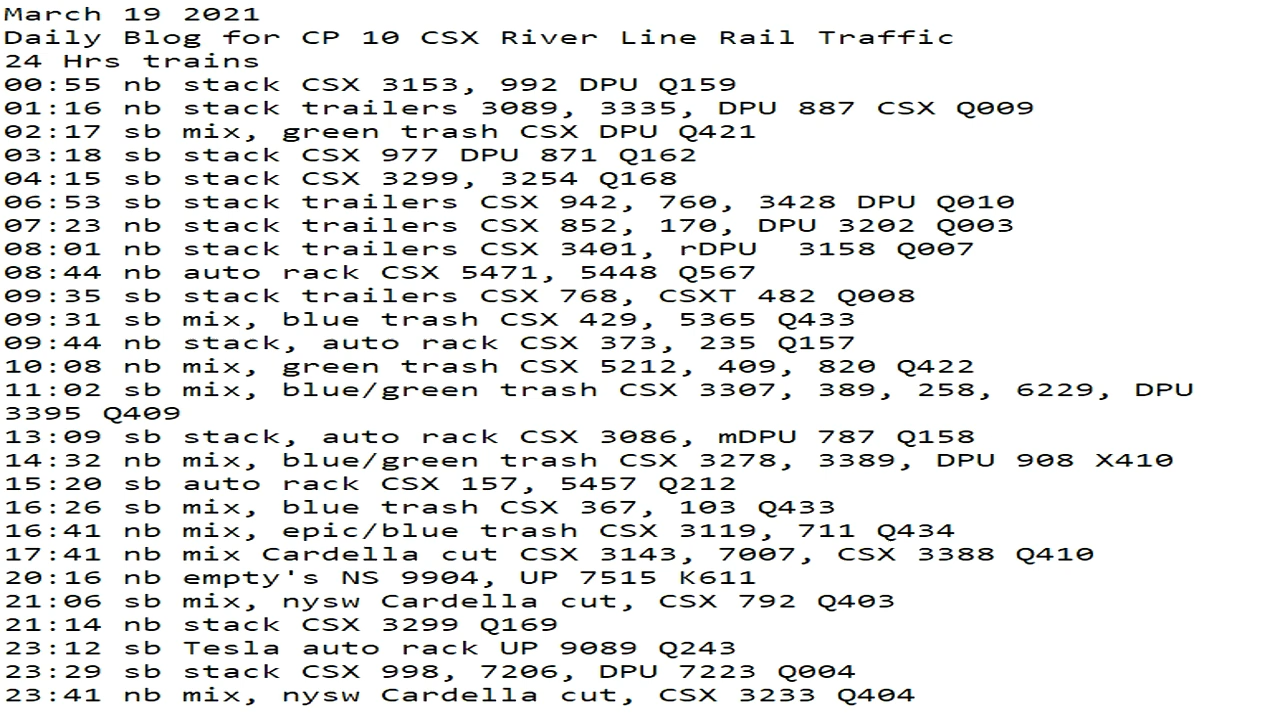 March 19 2021
Daily Blog for CP 10 CSX River Line Rail Traffic
24 Hrs trains
00:55 nb stack CSX 3153, 992 DPU Q159
01:16 nb stack trailers 3089, 3335, DPU 887 CSX Q009
02:17 sb mix, green trash CSX DPU Q421
03:18 sb stack CSX 977 DPU 871 Q162
04:15 sb stack CSX 3299, 3254 Q168
06:53 sb stack trailers CSX 942, 760, 3428 DPU Q010
07:23 nb stack trailers CSX 852, 170, DPU 3202 Q003
08:01 nb stack trailers CSX 3401, rDPU  3158 Q007
08:44 nb auto rack CSX 5471, 5448 Q567
09:35 sb stack trailers CSX 768, CSXT 482 Q008
09:31 sb mix, blue trash CSX 429, 5365 Q433
09:44 nb stack, auto rack CSX 373, 235 Q157
10:08 nb mix, green trash CSX 5212, 409, 820 Q422
11:02 sb mix, blue/green trash CSX 3307, 389, 258, 6229, DPU
3395 Q409
13:09 sb stack, auto rack CSX 3086, mDPU 787 Q158
14:32 nb mix, blue/green trash CSX 3278, 3389, DPU 908 X410
15:20 sb auto rack CSX 157, 5457 Q212
16:26 sb mix, blue trash CSX 367, 103 Q433
16:41 nb mix, epic/blue trash CSX 3119, 711 Q434
17:41 nb mix Cardella cut CSX 3143, 7007, CSX 3388 Q410
20:16 nb empty's NS 9904, UP 7515 K611
21:06 sb mix, nysw Cardella cut, CSX 792 Q403
21:14 nb stack CSX 3299 Q169
23:12 sb Tesla auto rack UP 9089 Q243
23:29 sb stack CSX 998, 7206, DPU 7223 Q004
23:41 nb mix, nysw Cardella cut, CSX 3233 Q404